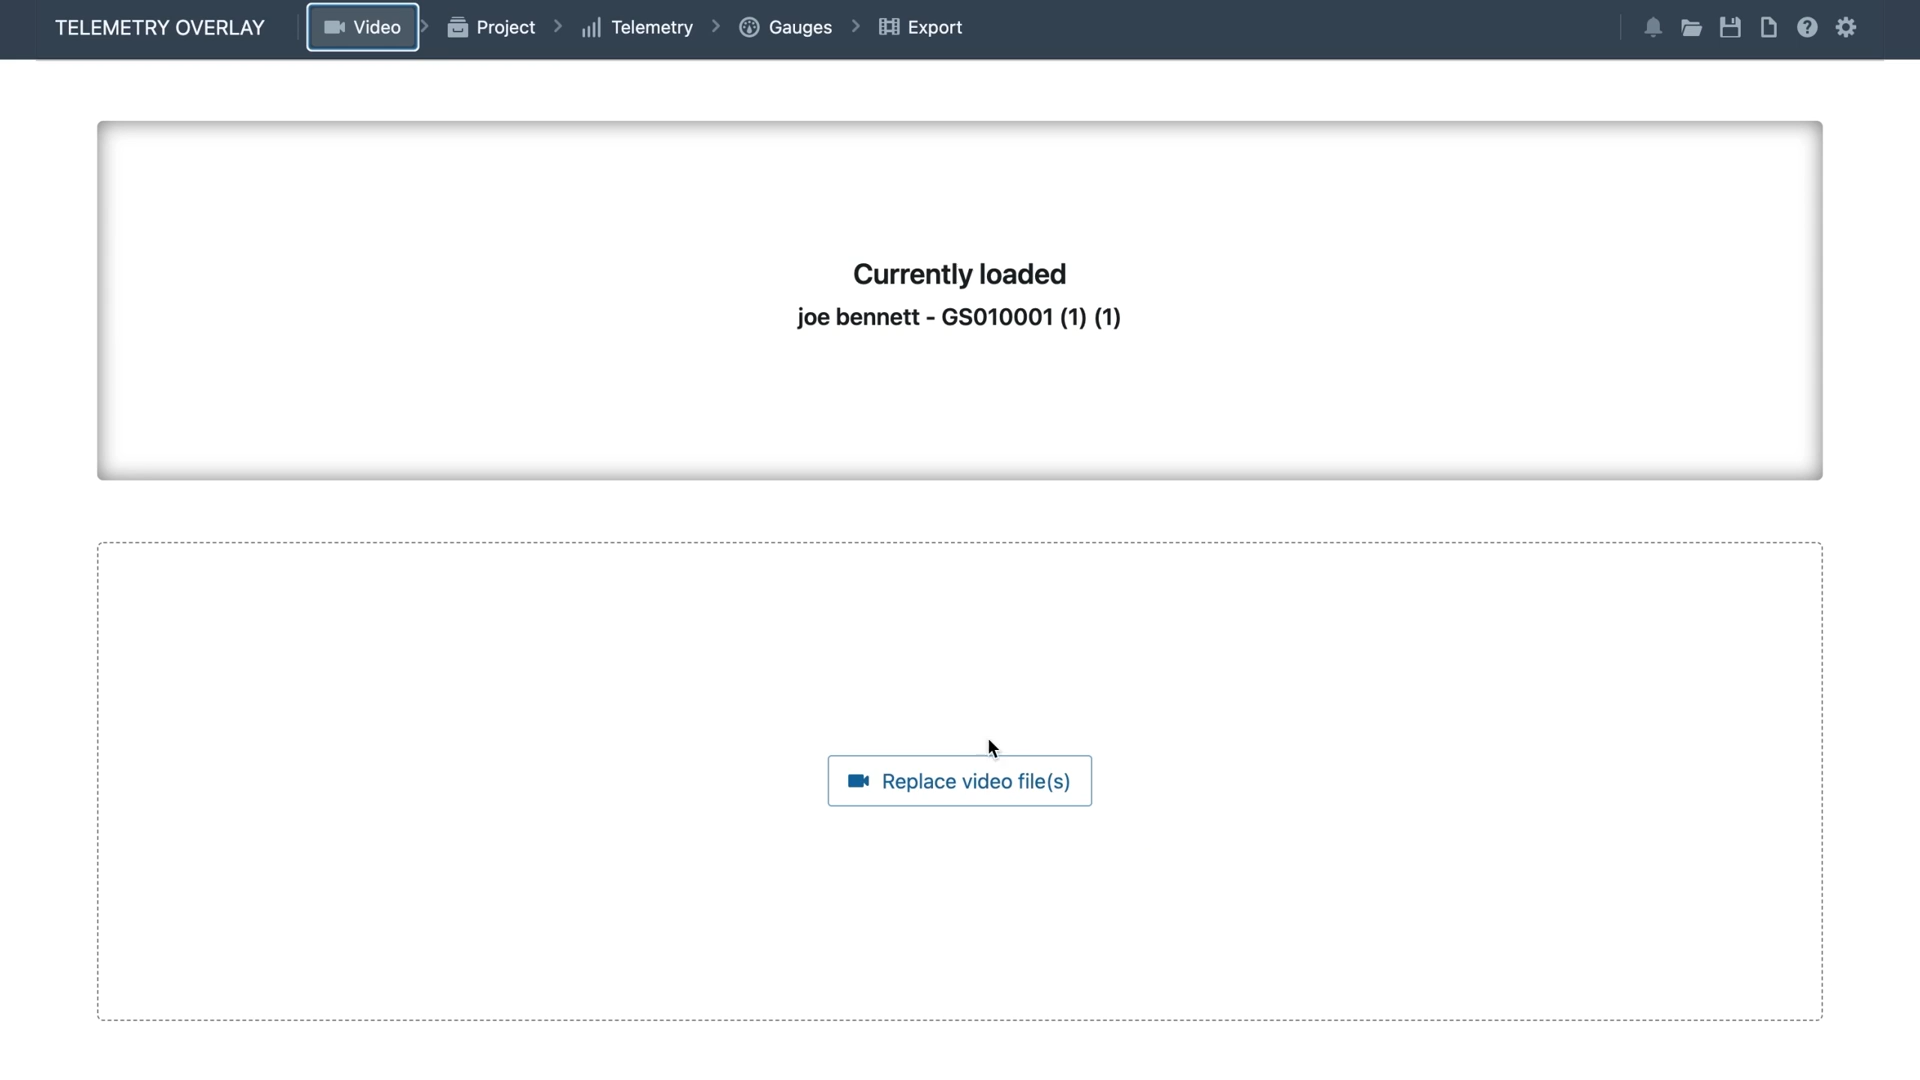 TELEMETRY OVERLAY Video Project Telemetry Gauges Export
Currently loaded
joe bennett - GS010001 (1) (1)
Replace video file(s)